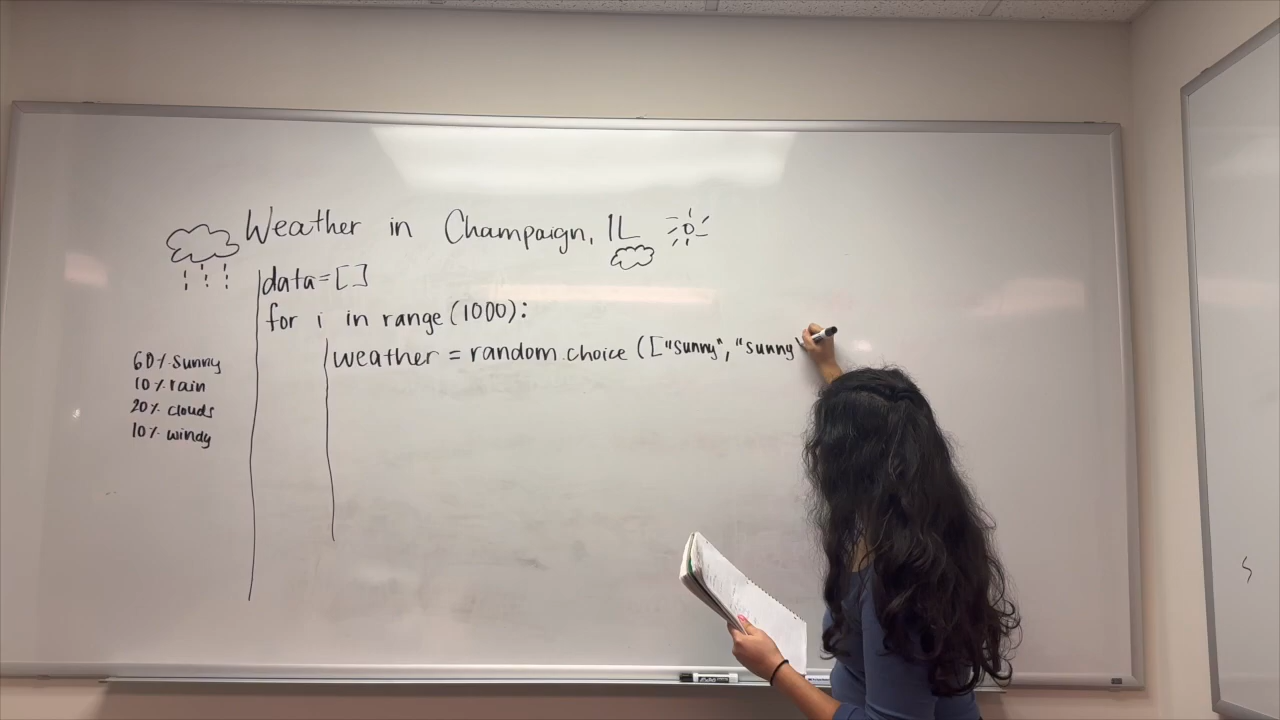 Weather in Champaign, IL
data=[]
for i in range (1000):
weather = random.choice (["sunny", "sunny"
60% sunny
10% rain
20% clouds
10% windy